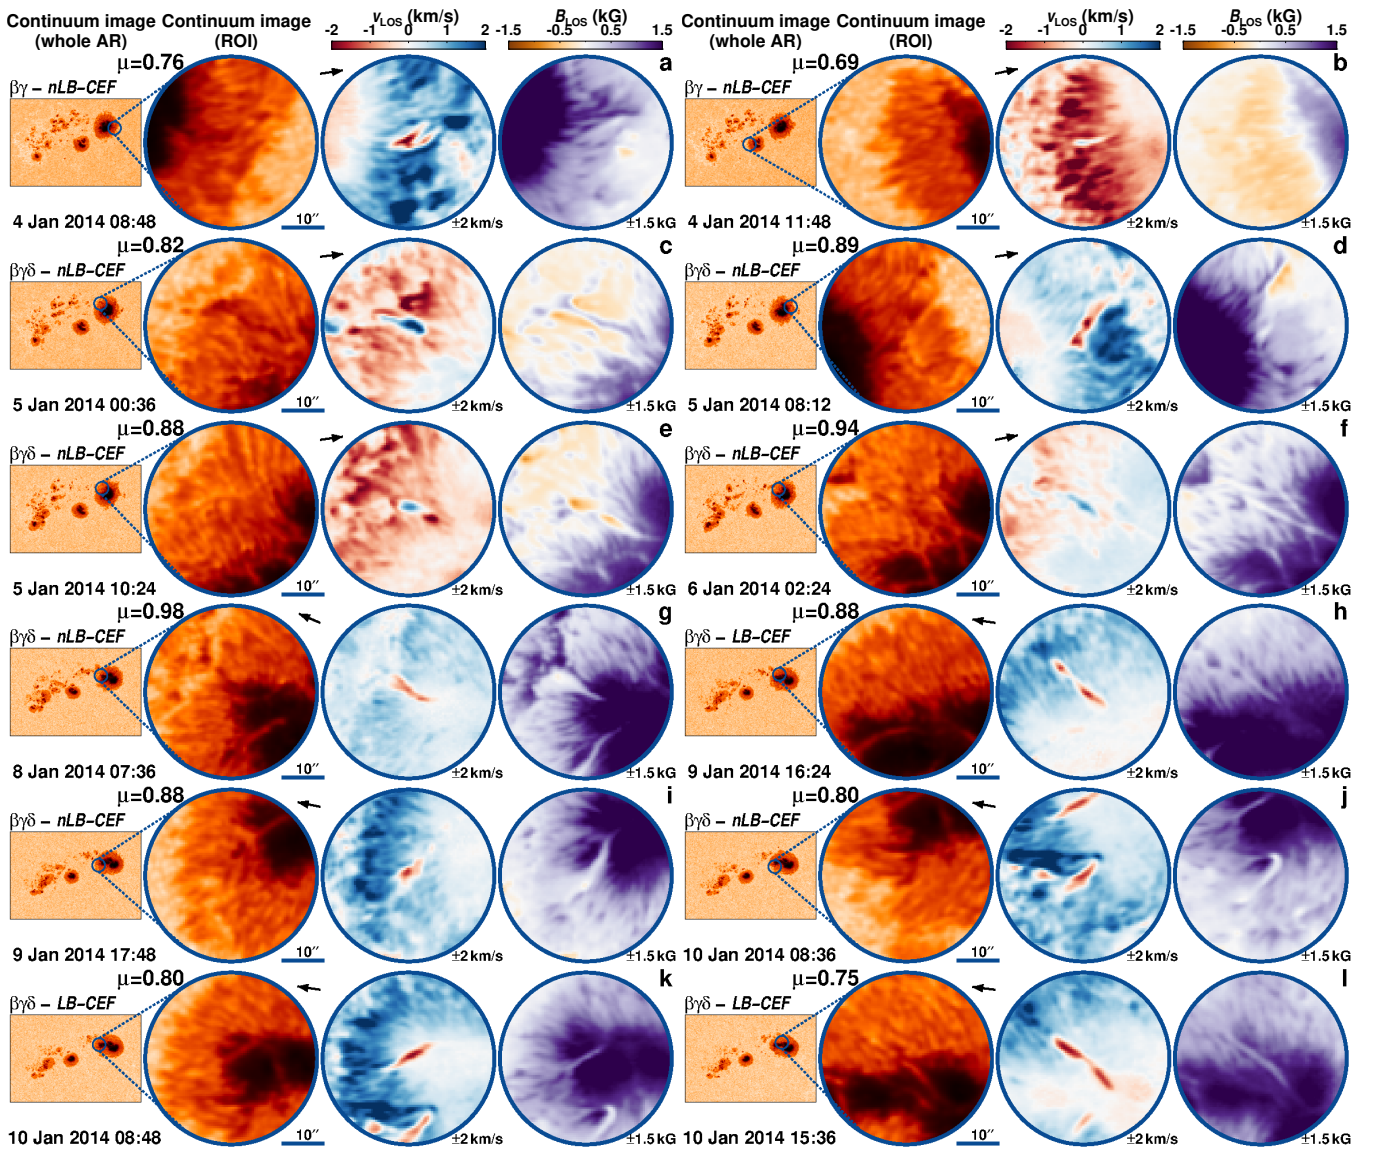 Continuum image Continuum image vLOS (km/s) BLOS (kG) Continuum image Continuum image vLOS (km/s) BLOS (kG)
(whole AR) (ROI) -2 -1 0 1 2 -1.5 -0.5 0.5 1.5 (whole AR) (ROI) -2 -1 0 1 2 -1.5 -0.5 0.5 1.5
μ=0.76 a
βγ – nLB–CEF
4 Jan 2014 08:48 10″ ±2 km/s ±1.5 kG
μ=0.69 b
βγ – nLB–CEF
4 Jan 2014 11:48 10″ ±2 km/s ±1.5 kG
μ=0.82 c
βγδ – nLB–CEF
5 Jan 2014 00:36 10″ ±2 km/s ±1.5 kG
μ=0.89 d
βγδ – nLB–CEF
5 Jan 2014 08:12 10″ ±2 km/s ±1.5 kG
μ=0.88 e
βγδ – nLB–CEF
5 Jan 2014 10:24 10″ ±2 km/s ±1.5 kG
μ=0.94 f
βγδ – nLB–CEF
6 Jan 2014 02:24 10″ ±2 km/s ±1.5 kG
μ=0.98 g
βγδ – nLB–CEF
8 Jan 2014 07:36 10″ ±2 km/s ±1.5 kG
μ=0.88 h
βγδ – LB–CEF
9 Jan 2014 16:24 10″ ±2 km/s ±1.5 kG
μ=0.88 i
βγδ – nLB–CEF
9 Jan 2014 17:48 10″ ±2 km/s ±1.5 kG
μ=0.80 j
βγδ – nLB–CEF
10 Jan 2014 08:36 10″ ±2 km/s ±1.5 kG
μ=0.80 k
βγδ – LB–CEF
10 Jan 2014 08:48 10″ ±2 km/s ±1.5 kG
μ=0.75 l
βγδ – LB–CEF
10 Jan 2014 15:36 10″ ±2 km/s ±1.5 kG